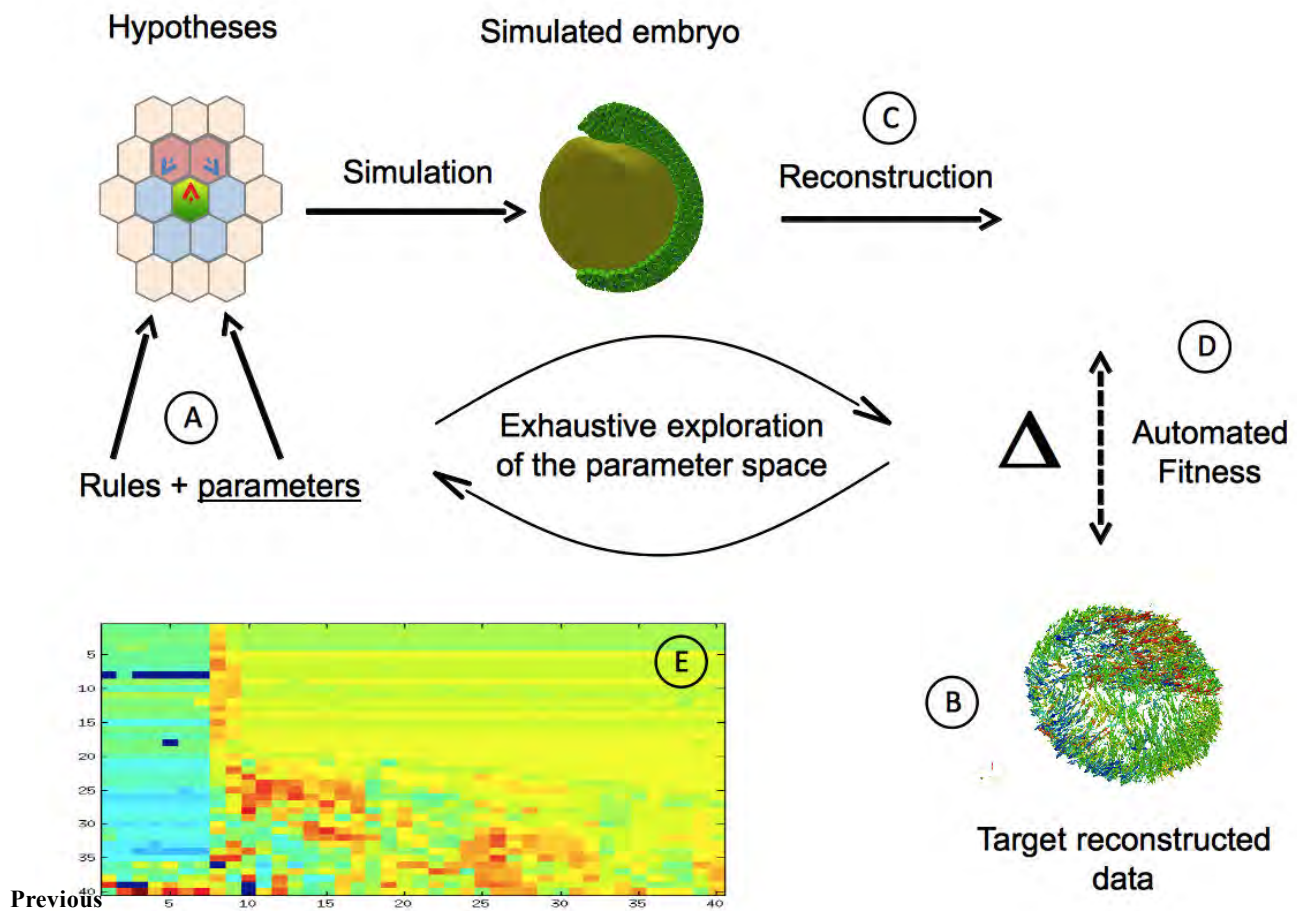 Hypotheses
Simulated embryo
C
Simulation
Reconstruction
D
A
Exhaustive exploration
of the parameter space
Δ
Automated
Fitness
Rules + parameters
E
5
10
15
20
25
30
35
40
5
10
15
20
25
30
35
40
B
Target reconstructed
data
Previous